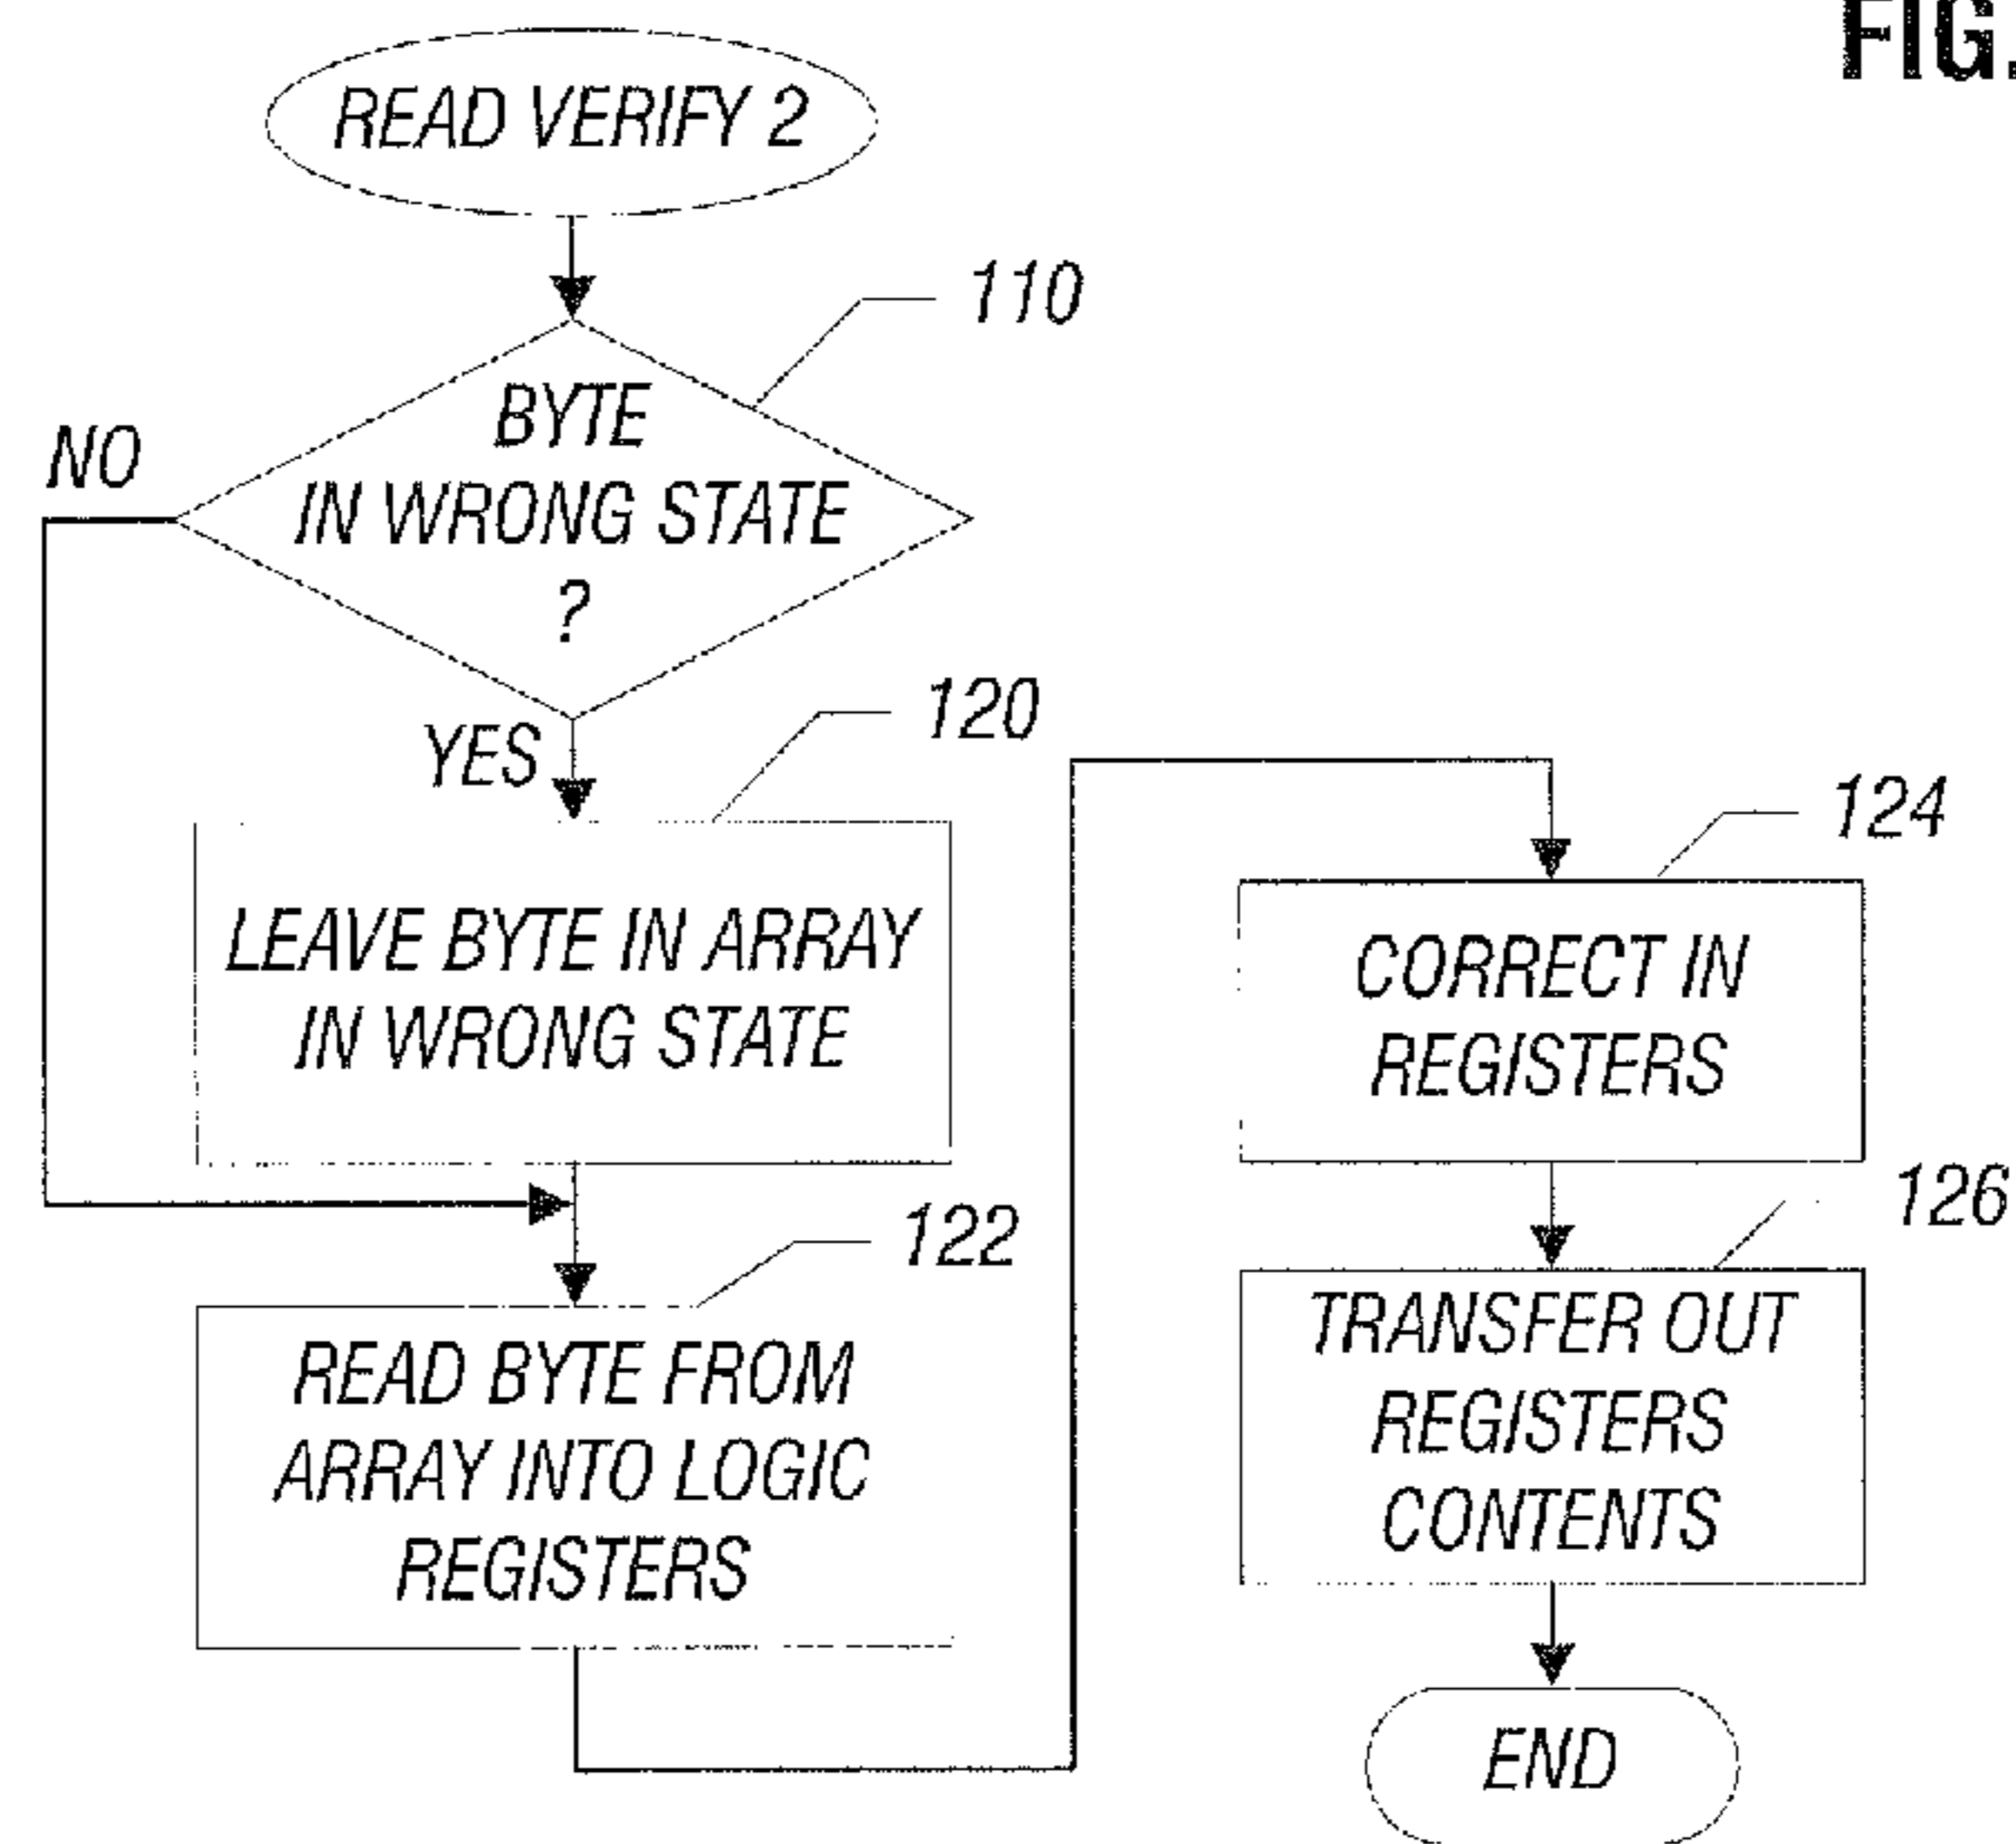 FIG.
READ VERIFY 2
110
BYTE
IN WRONG STATE
?
NO
YES
120
LEAVE BYTE IN ARRAY
IN WRONG STATE
122
READ BYTE FROM
ARRAY INTO LOGIC
REGISTERS
124
CORRECT IN
REGISTERS
126
TRANSFER OUT
REGISTERS
CONTENTS
END